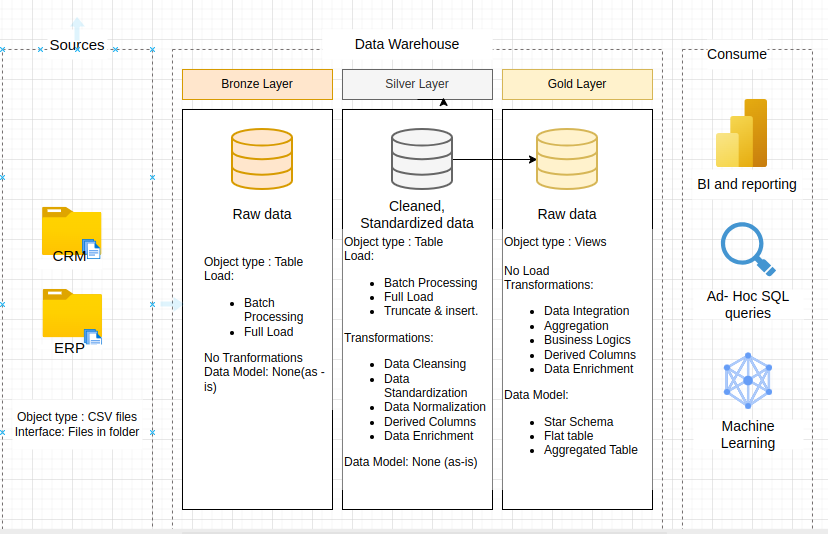 Sources
CRM
ERP
Object type : CSV files
Interface: Files in folder
Data Warehouse
Bronze Layer
Raw data
Object type : Table
Load:
Batch
Processing
Full Load
No Tranformations
Data Model: None(as -
is)
Silver Layer
Cleaned,
Standardized data
Object type : Table
Load:
Batch Processing
Full Load
Truncate & insert.
Transformations:
Data Cleansing
Data
Standardization
Data Normalization
Derived Columns
Data Enrichment
Data Model: None (as-is)
Gold Layer
Raw data
Object type : Views
No Load
Transformations:
Data Integration
Aggregation
Business Logics
Derived Columns
Data Enrichment
Data Model:
Star Schema
Flat table
Aggregated Table
Consume
BI and reporting
Ad- Hoc SQL
queries
Machine
Learning